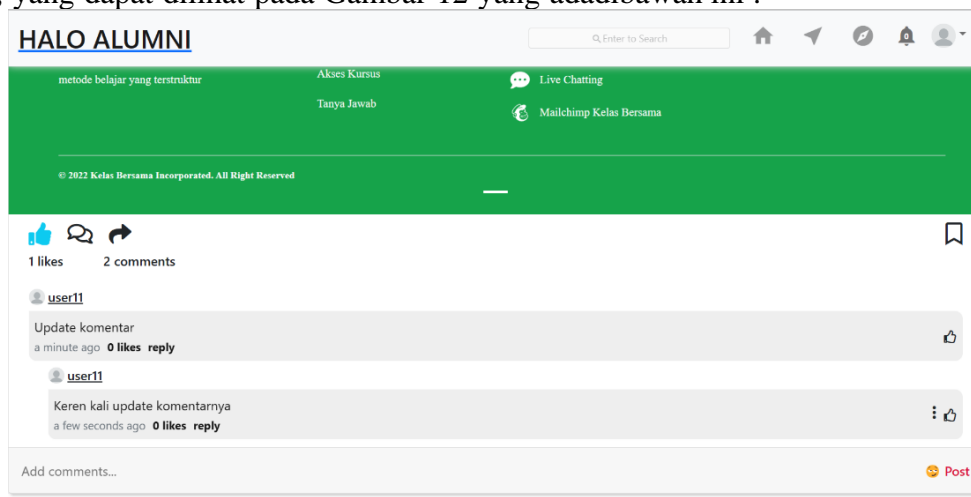 yang dapat dilihat pada Gambar 12 yang adadibawah ini :
HALO ALUMNI
Enter to Search
0
metode belajar yang terstruktur
Akses Kursus
Live Chatting
Tanya Jawab
Mailchimp Kelas Bersama
© 2022 Kelas Bersama Incorporated. All Right Reserved
1 likes 2 comments
user11
Update komentar
a minute ago 0 likes reply
user11
Keren kali update komentarnya
a few seconds ago 0 likes reply
Add comments... Post